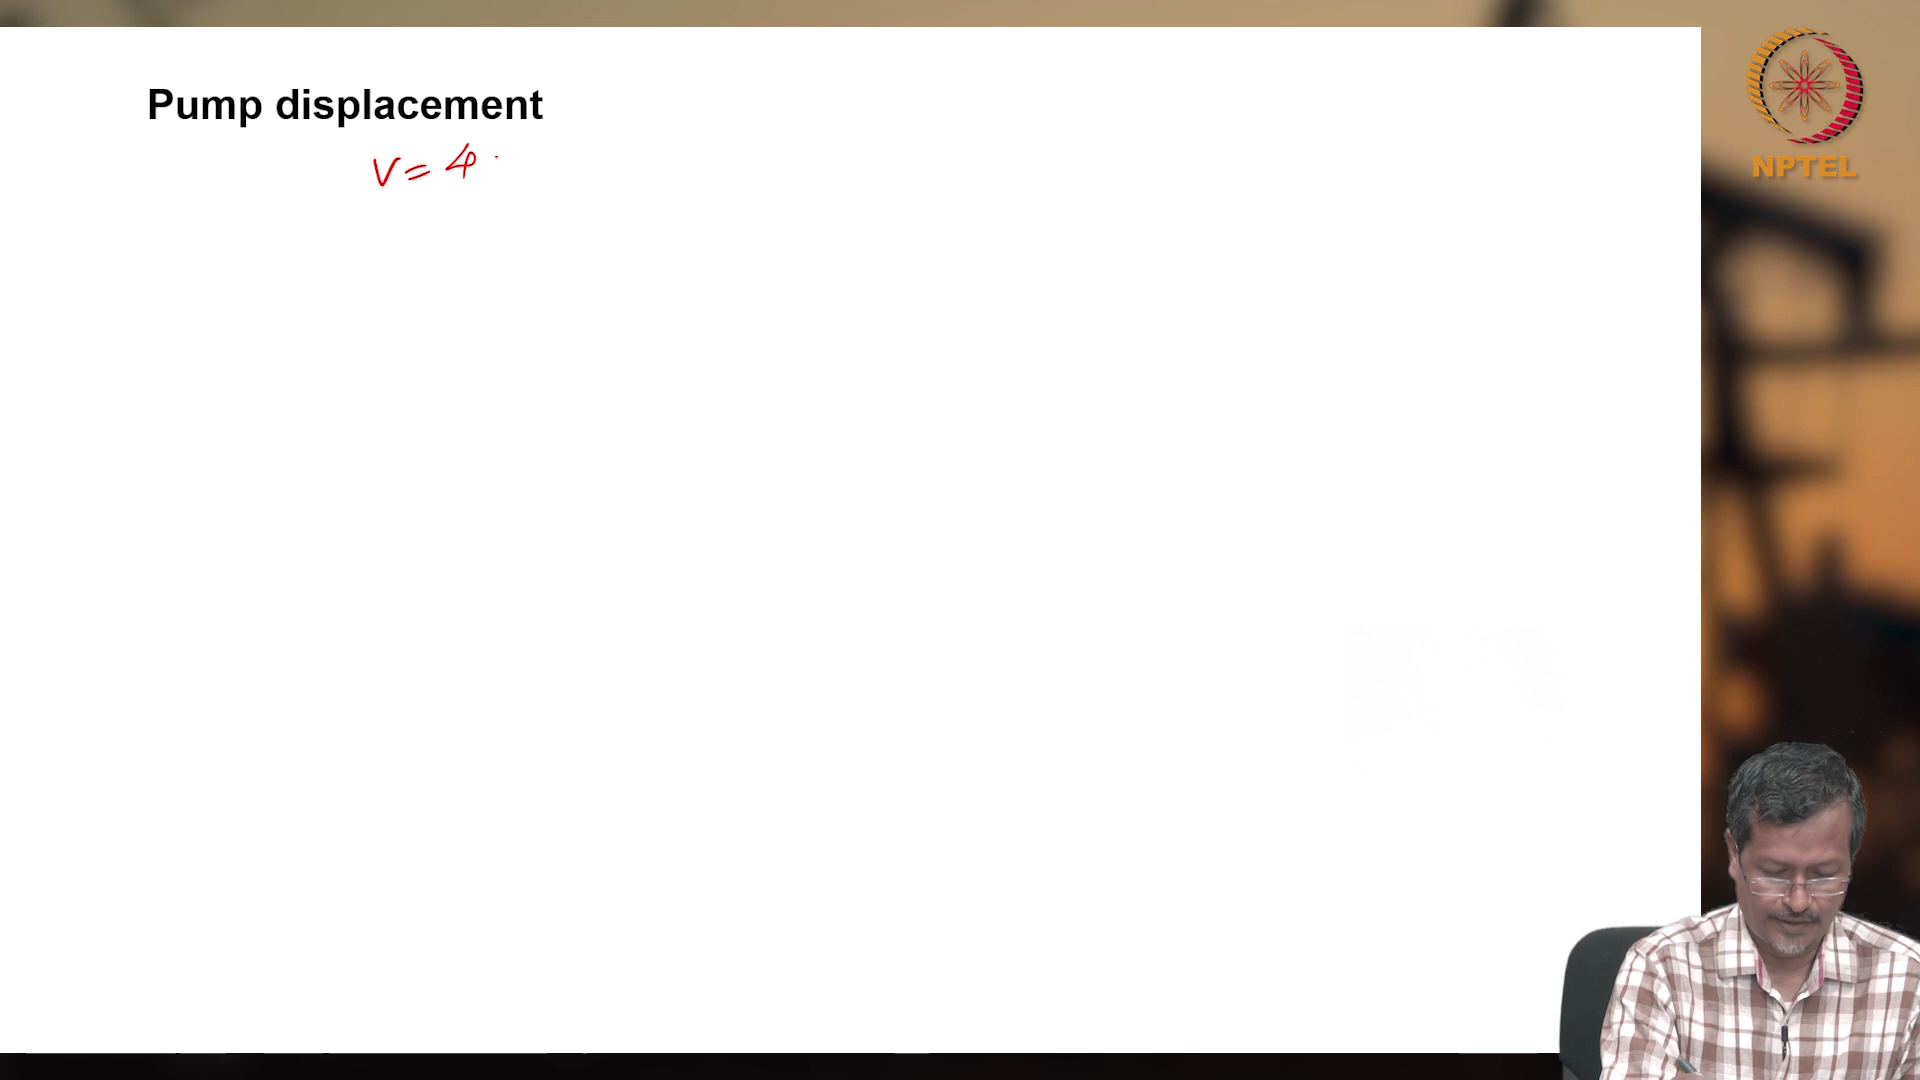 Pump displacement
V = 4
NPTEL